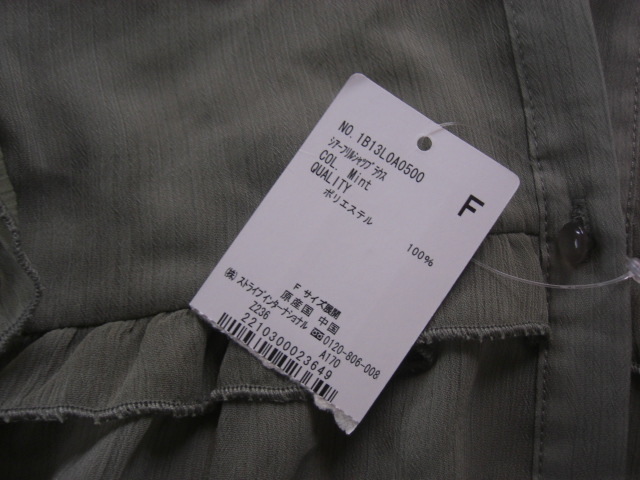 NO. 1B13L0A0500
シアーフリルシャツブラウス
COL. Mint
QUALITY
ポリエステル 100%
F
F サイズ展開
原産国 中国
(株)ストライプインターナショナル
Z236 0120-806-008
A170
2210300023649